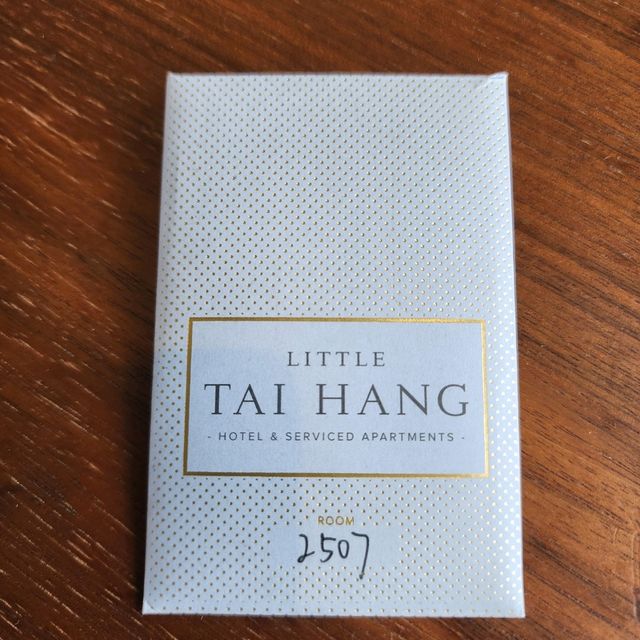 LITTLE
TAI HANG
- HOTEL & SERVICED APARTMENTS -
ROOM
2507